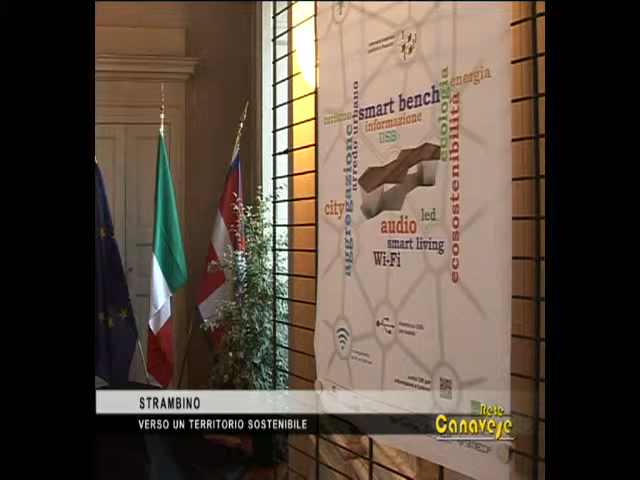 turismo
arredo urbano
smart bench
energia
ecologia
informazione
USB
aggregazione
ecosostenibilità
city
audio
led
smart living
Wi-Fi
STRAMBINO
VERSO UN TERRITORIO SOSTENIBILE
Rete
Canavese